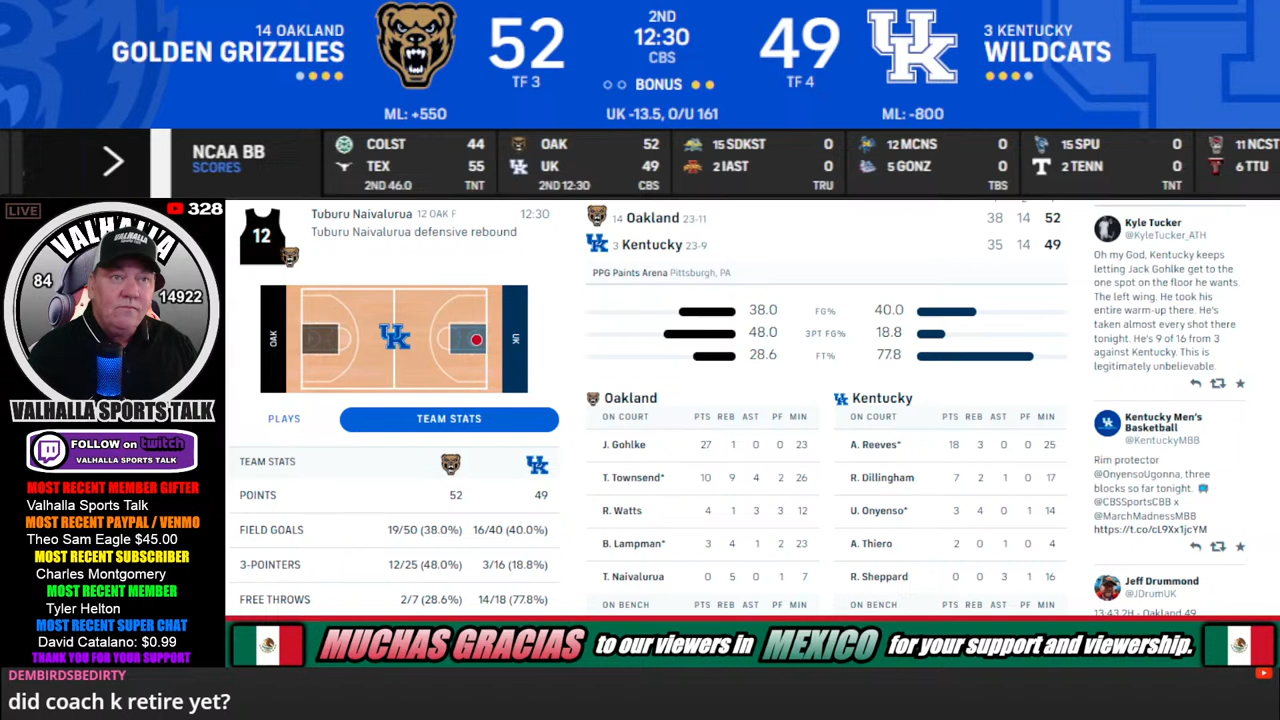 14 OAKLAND
GOLDEN GRIZZLIES
52
TF 3
2ND
12:30
CBS
BONUS
49
TF 4
3 KENTUCKY
WILDCATS
ML: +550
UK -13.5, O/U 161
ML: -800
NCAA BB
SCORES
COLST 44
TEX 55
2ND 46.0 TNT
OAK 52
UK 49
2ND 12:30 CBS
15 SDKST 0
2 IAST 0
TRU
12 MCNS 0
5 GONZ 0
TBS
15 SPU 0
2 TENN 0
TNT
11 NCST
6 TTU
LIVE
328
VALHALLA
84
14922
VALHALLA SPORTS TALK
FOLLOW on twitch
VALHALLA SPORTS TALK
MOST RECENT MEMBER GIFTER
Valhalla Sports Talk
MOST RECENT PAYPAL / VENMO
Theo Sam Eagle $45.00
MOST RECENT SUBSCRIBER
Charles Montgomery
MOST RECENT MEMBER
Tyler Helton
MOST RECENT SUPER CHAT
David Catalano: $0.99
THANK YOU FOR YOUR SUPPORT
12
Tuburu Naivalurua 12 OAK F 12:30
Tuburu Naivalurua defensive rebound
OAK
UK
PLAYS
TEAM STATS
TEAM STATS
POINTS 52 49
FIELD GOALS 19/50 (38.0%) 16/40 (40.0%)
3-POINTERS 12/25 (48.0%) 3/16 (18.8%)
FREE THROWS 2/7 (28.6%) 14/18 (77.8%)
14 Oakland 23-11 38 14 52
3 Kentucky 23-9 35 14 49
PPG Paints Arena Pittsburgh, PA
38.0 FG% 40.0
48.0 3PT FG% 18.8
28.6 FT% 77.8
Oakland
ON COURT PTS REB AST PF MIN
J. Gohlke 27 1 0 0 23
T. Townsend* 10 9 4 2 26
R. Watts 4 1 3 3 12
B. Lampman* 3 4 1 2 23
T. Naivalurua 0 5 0 1 7
ON BENCH PTS REB AST PF MIN
Kentucky
ON COURT PTS REB AST PF MIN
A. Reeves* 18 3 0 0 25
R. Dillingham 7 2 1 0 17
U. Onyenso* 3 4 0 1 14
A. Thiero 2 0 1 0 4
R. Sheppard 0 0 3 1 16
ON BENCH PTS REB AST PF MIN
Kyle Tucker
@KyleTucker_ATH
Oh my God, Kentucky keeps
letting Jack Gohlke get to the
one spot on the floor he wants.
The left wing. He took his
entire warm-up there. He's
taken almost every shot there
tonight. He's 9 of 16 from 3
against Kentucky. This is
legitimately unbelievable.
Kentucky Men's
Basketball
@KentuckyMBB
Rim protector
@OnyensoUgonna, three
blocks so far tonight.
@CBSSportsCBB x
@MarchMadnessMBB
https://t.co/cL9Xx1jcYM
Jeff Drummond
@JDrumUK
13:43 2H - Oakland 49
MUCHAS GRACIAS to our viewers in MEXICO for your support and viewership.
DEMBIRDSBEDIRTY
did coach k retire yet?